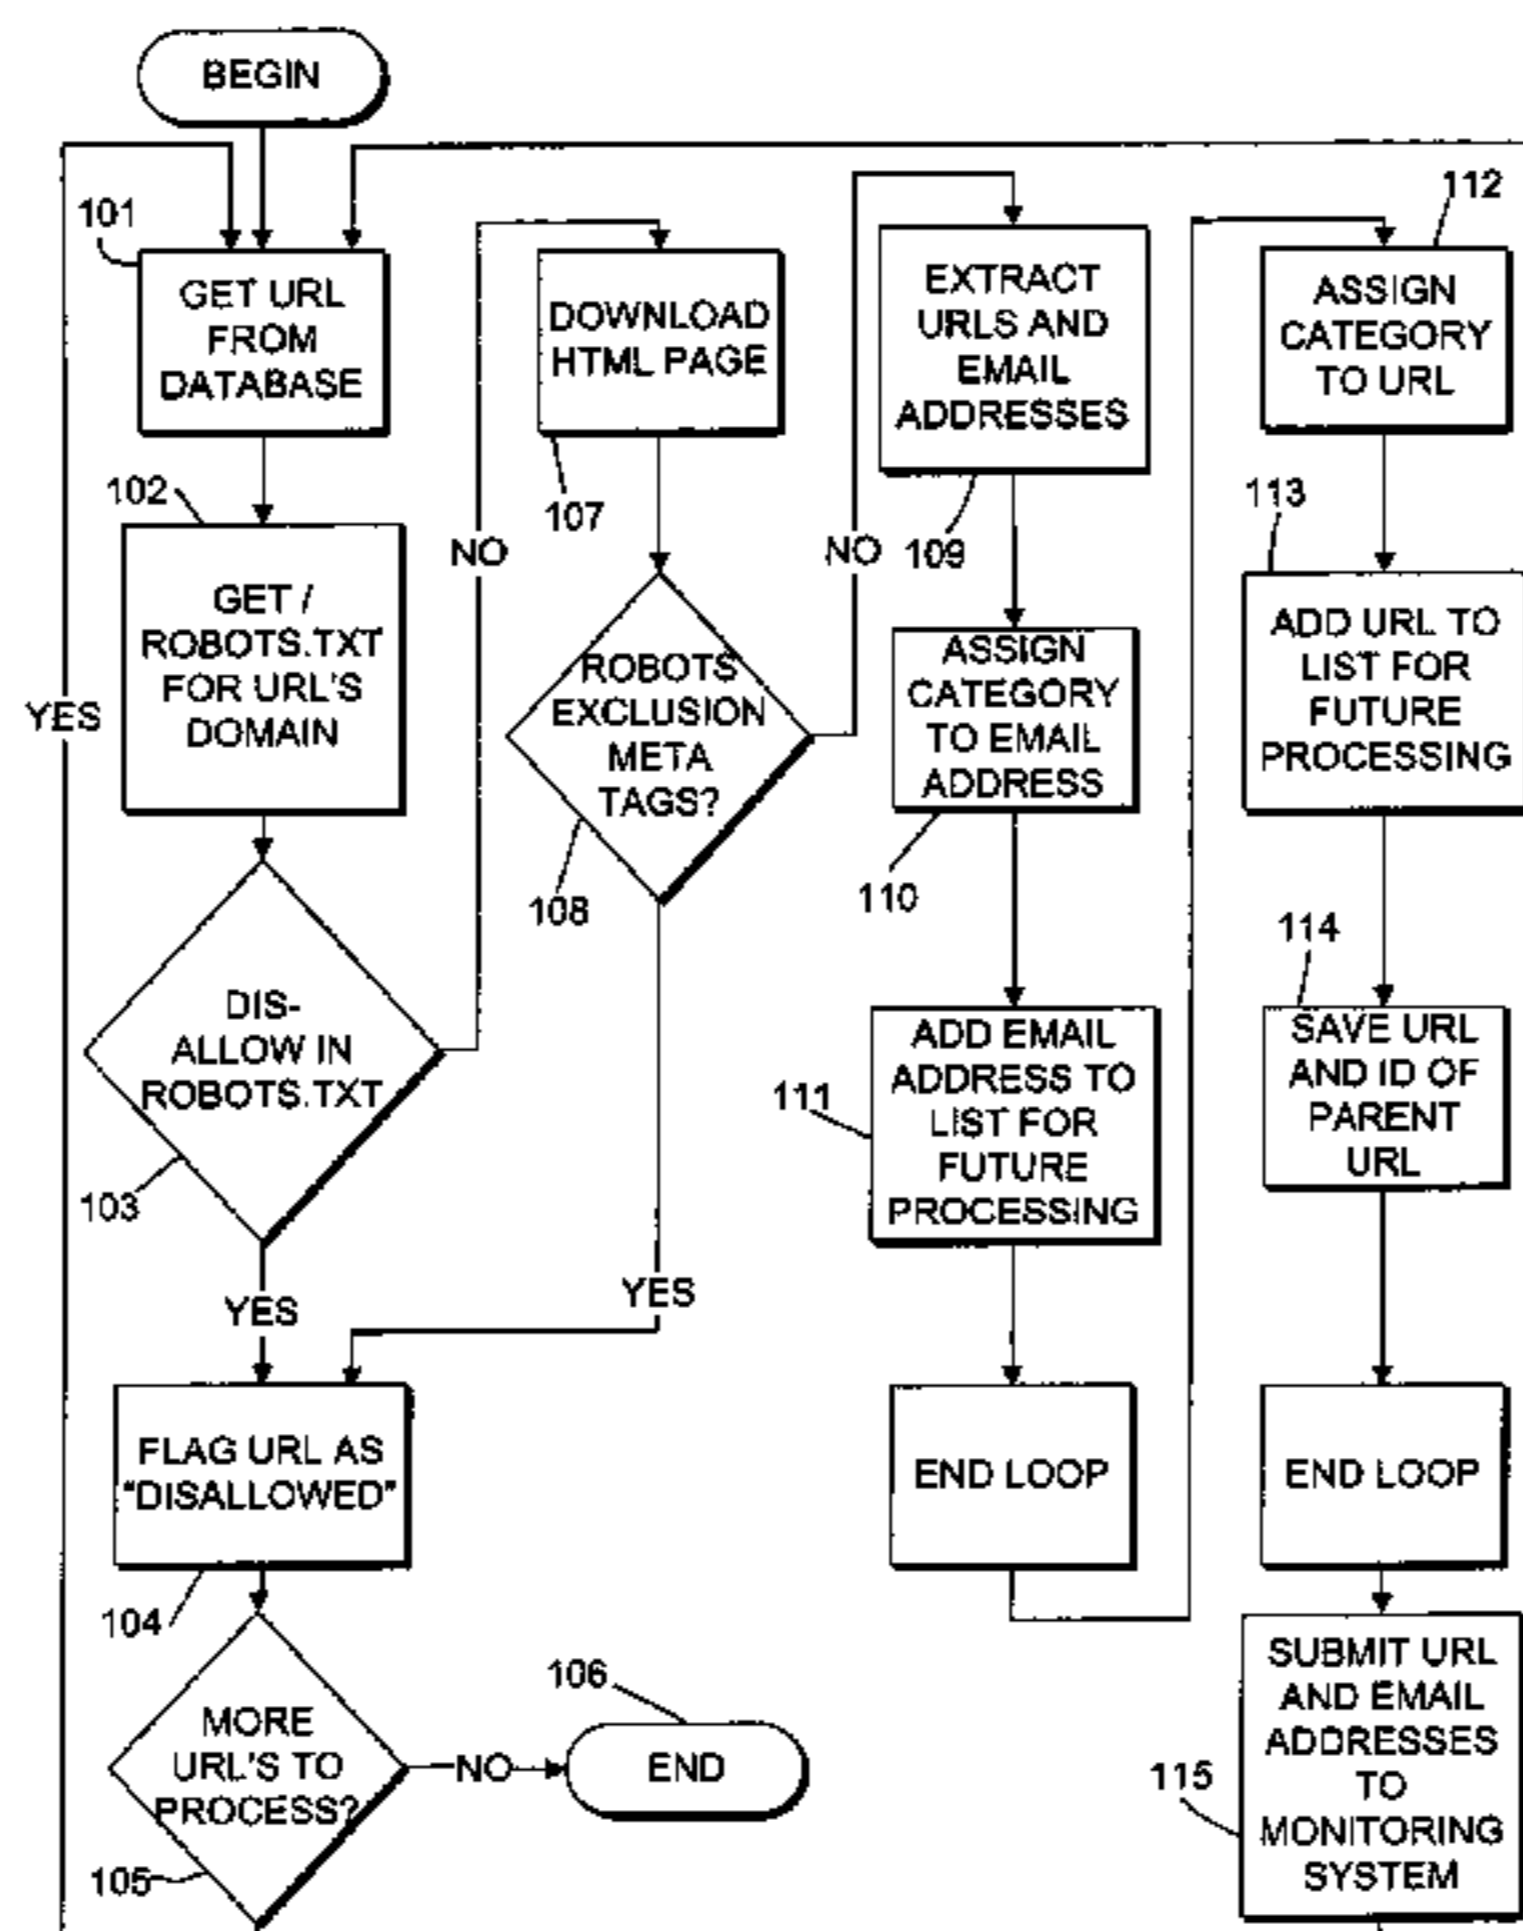 BEGIN
101
GET URL
FROM
DATABASE
102
GET /
ROBOTS.TXT
FOR URL'S
DOMAIN
YES
DIS-
ALLOW IN
ROBOTS.TXT
103
YES
FLAG URL AS
"DISALLOWED"
104
MORE
URL'S TO
PROCESS?
105
NO
106
END
NO
DOWNLOAD
HTML PAGE
107
ROBOTS
EXCLUSION
META
TAGS?
108
YES
NO
EXTRACT
URLS AND
EMAIL
ADDRESSES
109
ASSIGN
CATEGORY
TO EMAIL
ADDRESS
110
ADD EMAIL
ADDRESS TO
LIST FOR
FUTURE
PROCESSING
111
END LOOP
112
ASSIGN
CATEGORY
TO URL
113
ADD URL TO
LIST FOR
FUTURE
PROCESSING
114
SAVE URL
AND ID OF
PARENT
URL
END LOOP
SUBMIT URL
AND EMAIL
ADDRESSES
TO
MONITORING
SYSTEM
115